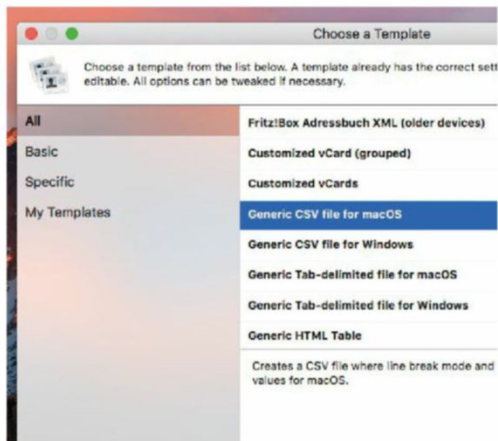 Choose a Template
Choose a template from the list below. A template already has the correct sett
editable. All options can be tweaked if necessary.
All
Basic
Specific
My Templates
Fritz!Box Adressbuch XML (older devices)
Customized vCard (grouped)
Customized vCards
Generic CSV file for macOS
Generic CSV file for Windows
Generic Tab-delimited file for macOS
Generic Tab-delimited file for Windows
Generic HTML Table
Creates a CSV file where line break mode and
values for macOS.